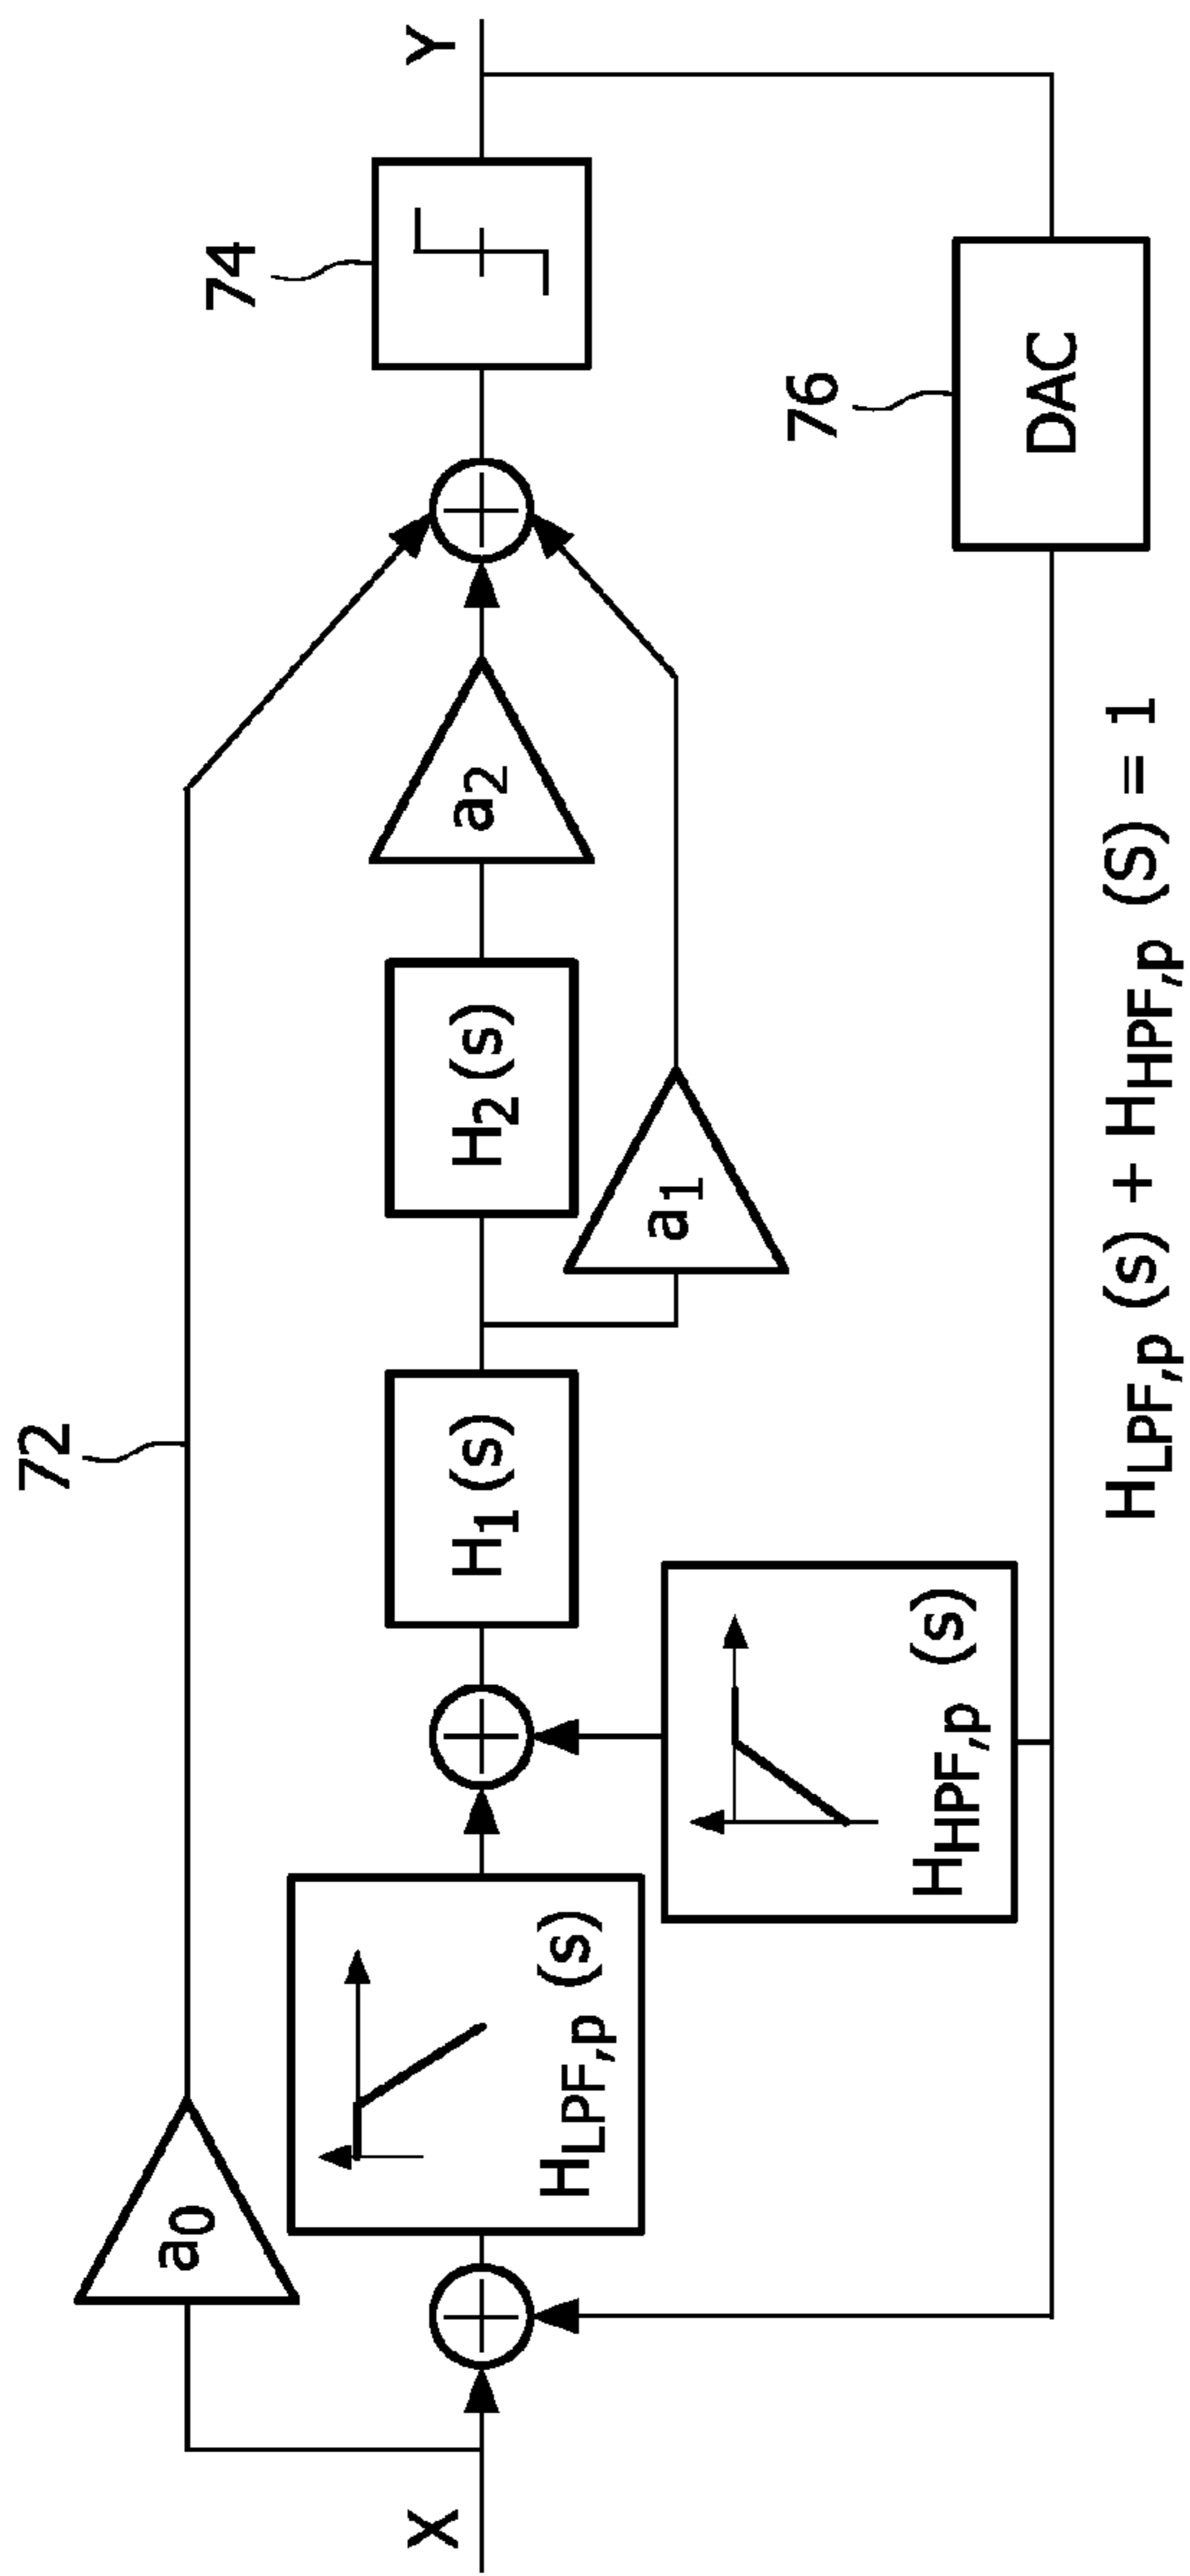 72
74
a0
X
HLPF,p (s)
H1 (s)
H2 (s)
a2
Y
a1
HHPF,p (s)
76
DAC
HLPF,p (s) + HHPF,p (S) = 1